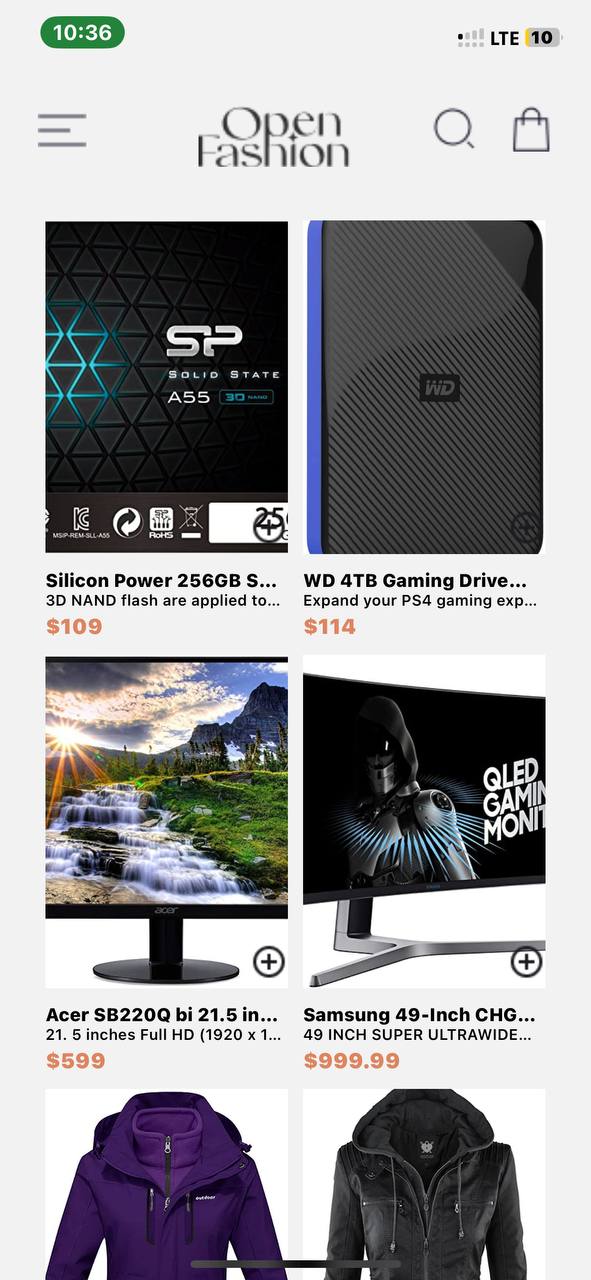 10:36
LTE 10
Open
Fashion
SP
SOLID STATE
A55 3D NAND
MSIP-REM-SLL-A55
RoHS
WD
Silicon Power 256GB S...
3D NAND flash are applied to...
$109
WD 4TB Gaming Drive...
Expand your PS4 gaming exp...
$114
acer
QLED
GAMIN
MONIT
Acer SB220Q bi 21.5 in...
21. 5 inches Full HD (1920 x 1...
$599
Samsung 49-Inch CHG...
49 INCH SUPER ULTRAWIDE...
$999.99
outdoor